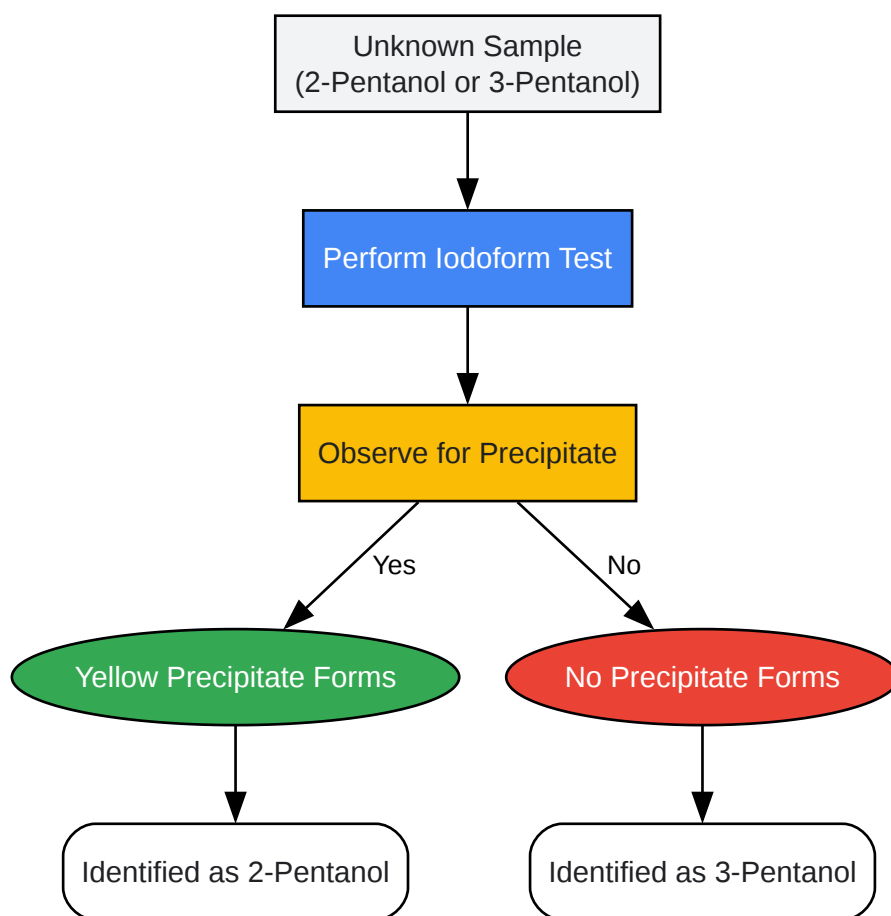 Unknown Sample
(2-Pentanol or 3-Pentanol)
Perform Iodoform Test
Observe for Precipitate
Yes
No
Yellow Precipitate Forms
No Precipitate Forms
Identified as 2-Pentanol
Identified as 3-Pentanol